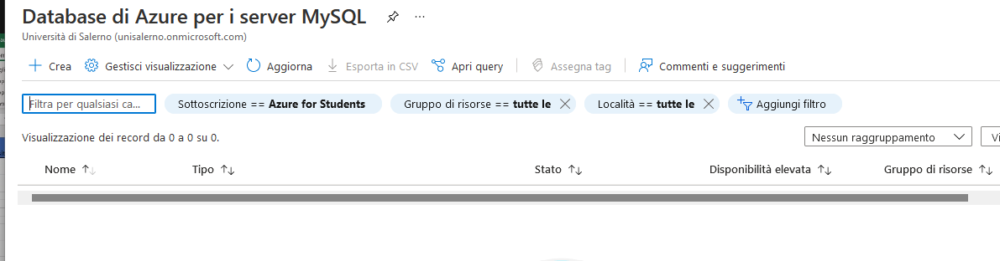 Database di Azure per i server MySQL
Università di Salerno (unisalerno.onmicrosoft.com)
Crea Gestisci visualizzazione Aggiorna Esporta in CSV Apri query Assegna tag Commenti e suggerimenti
Filtra per qualsiasi ca... Sottoscrizione == Azure for Students Gruppo di risorse == tutte le Località == tutte le Aggiungi filtro
Visualizzazione dei record da 0 a 0 su 0.
Nessun raggruppamento
Nome Tipo Stato Disponibilità elevata Gruppo di risorse